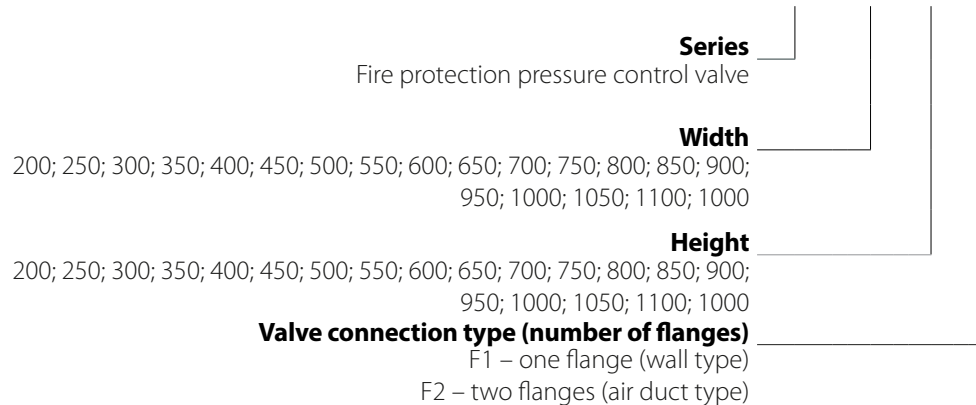 Series
Fire protection pressure control valve
Width
200; 250; 300; 350; 400; 450; 500; 550; 600; 650; 700; 750; 800; 850; 900;
950; 1000; 1050; 1100; 1000
Height
200; 250; 300; 350; 400; 450; 500; 550; 600; 650; 700; 750; 800; 850; 900;
950; 1000; 1050; 1100; 1000
Valve connection type (number of flanges)
F1 – one flange (wall type)
F2 – two flanges (air duct type)